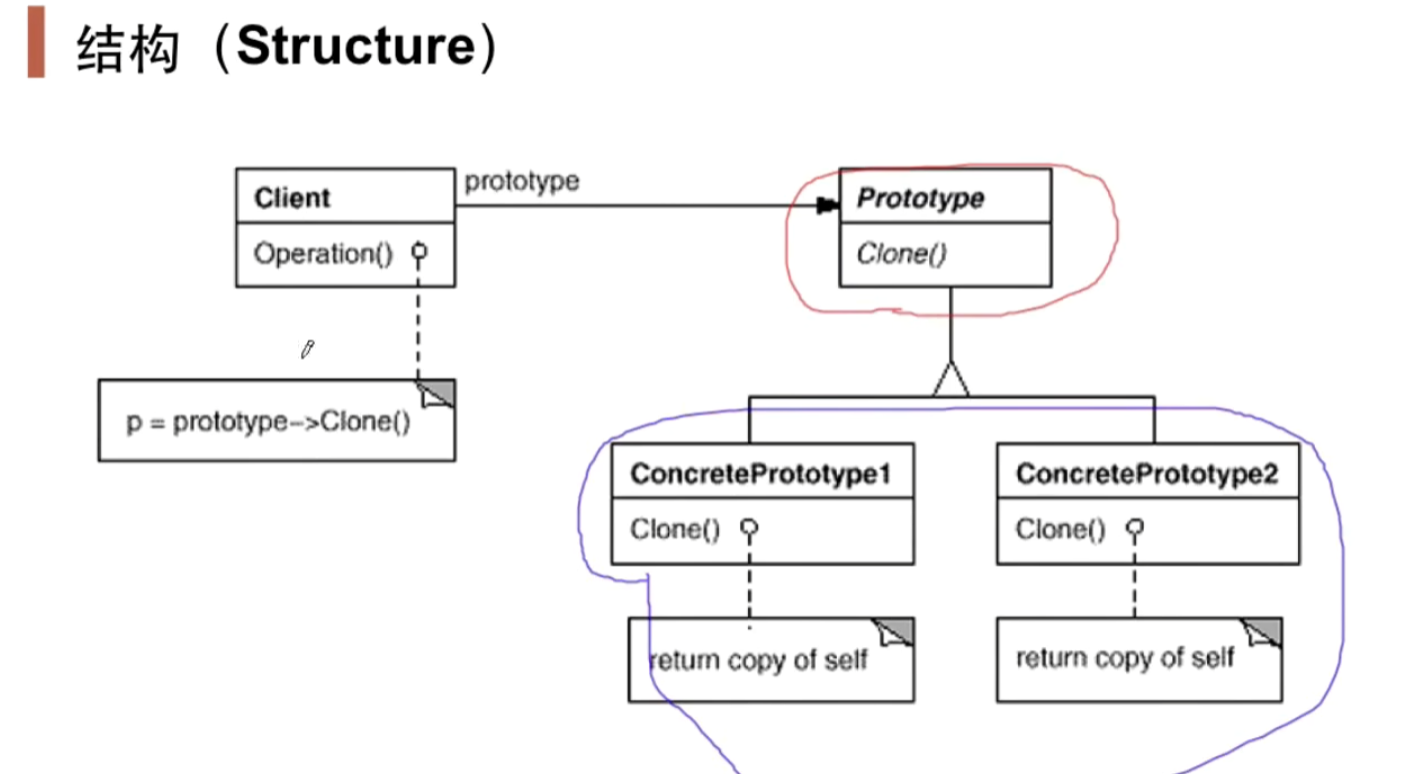 结构（Structure）
prototype
Client
Operation()
p = prototype->Clone()
Prototype
Clone()
ConcretePrototype1
Clone()
return copy of self
ConcretePrototype2
Clone()
return copy of self